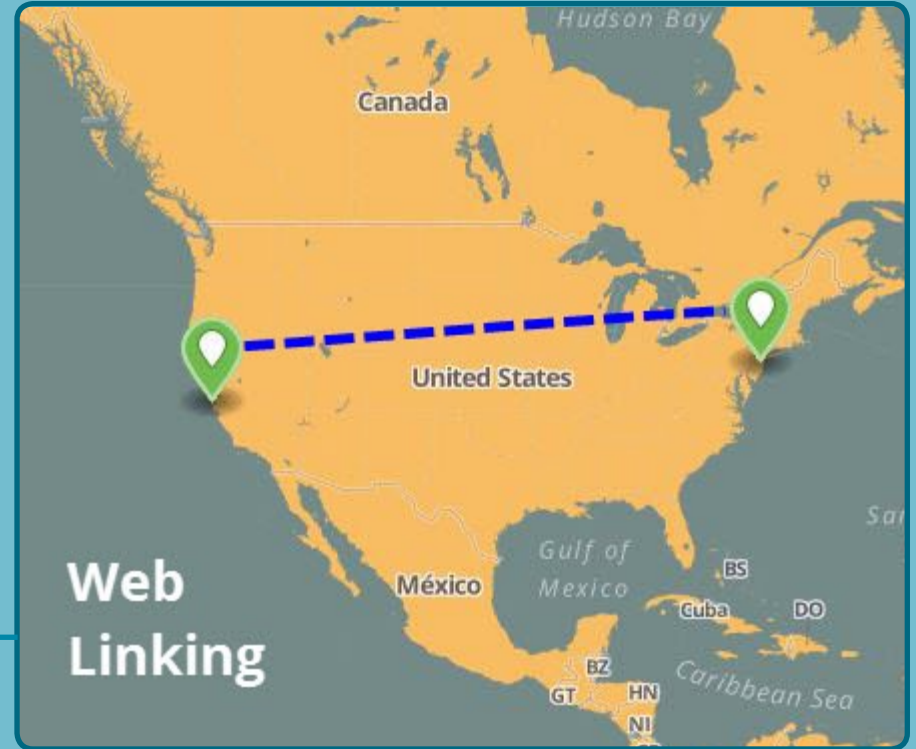 Hudson Bay
Canada
United States
Gulf of
Mexico
BS
México
Cuba
DO
Web
Linking
BZ
Caribbean Sea
GT
HN
NI